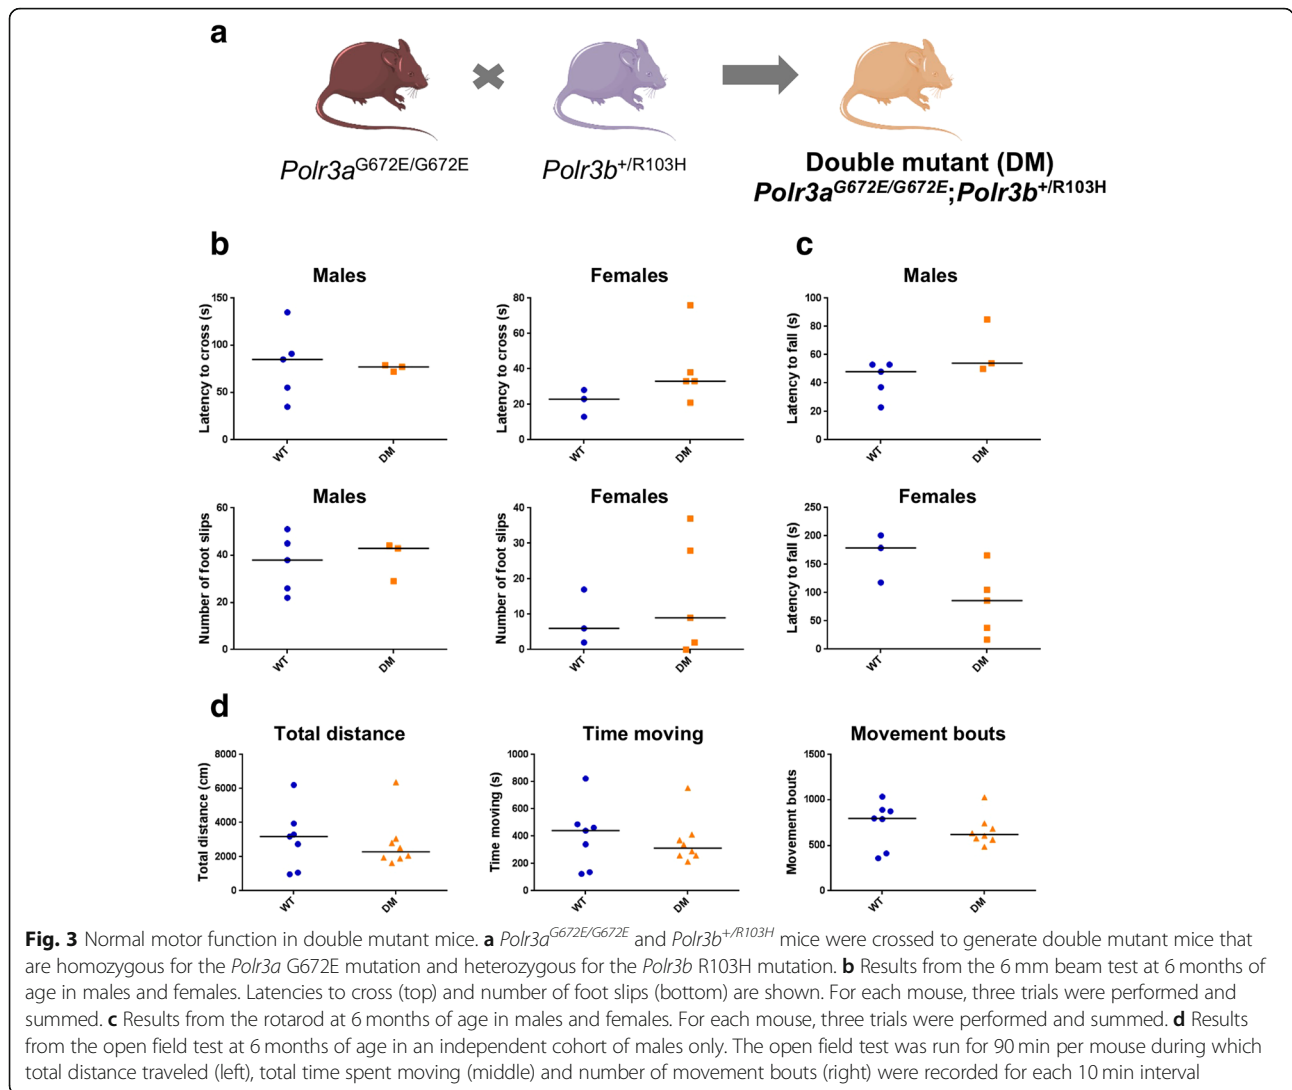 a
Polr3a^G672E/G672E
Polr3b^+/R103H
Double mutant (DM)
Polr3a^G672E/G672E;Polr3b^+/R103H
b
Males
Latency to cross (s)
150
100
50
0
WT
DM
Females
Latency to cross (s)
80
60
40
20
0
WT
DM
c
Males
Latency to fall (s)
100
80
60
40
20
0
WT
DM
Males
Number of foot slips
60
40
20
0
WT
DM
Females
Number of foot slips
40
30
20
10
0
WT
DM
Females
Latency to fall (s)
250
200
150
100
50
0
WT
DM
d
Total distance
Total distance (cm)
8000
6000
4000
2000
0
WT
DM
Time moving
Time moving (s)
1000
800
600
400
200
0
WT
DM
Movement bouts
Movement bouts
1500
1000
500
0
WT
DM
Fig. 3 Normal motor function in double mutant mice. a Polr3a^G672E/G672E and Polr3b^+/R103H mice were crossed to generate double mutant mice that
are homozygous for the Polr3a G672E mutation and heterozygous for the Polr3b R103H mutation. b Results from the 6 mm beam test at 6 months of
age in males and females. Latencies to cross (top) and number of foot slips (bottom) are shown. For each mouse, three trials were performed and
summed. c Results from the rotarod at 6 months of age in males and females. For each mouse, three trials were performed and summed. d Results
from the open field test at 6 months of age in an independent cohort of males only. The open field test was run for 90 min per mouse during which
total distance traveled (left), total time spent moving (middle) and number of movement bouts (right) were recorded for each 10 min interval